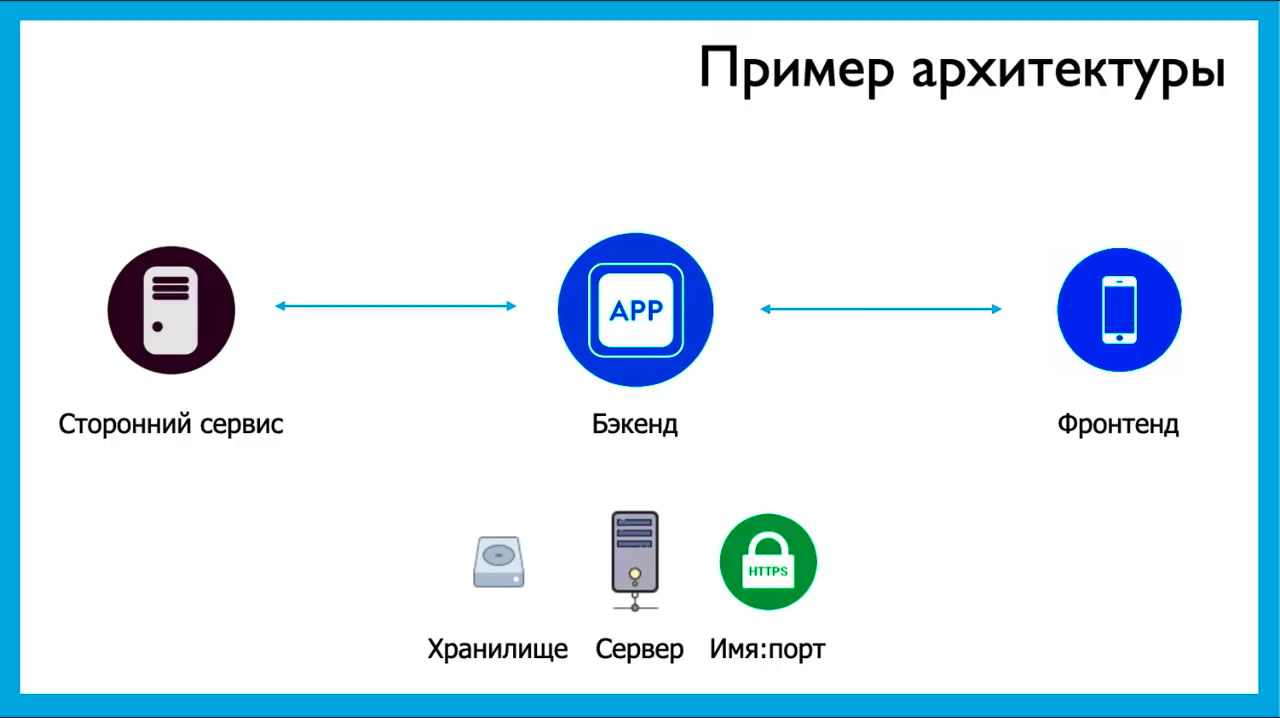 Пример архитектуры
APP
Сторонний сервис
Бэкенд
Фронтенд
HTTPS
Хранилище
Сервер
Имя:порт